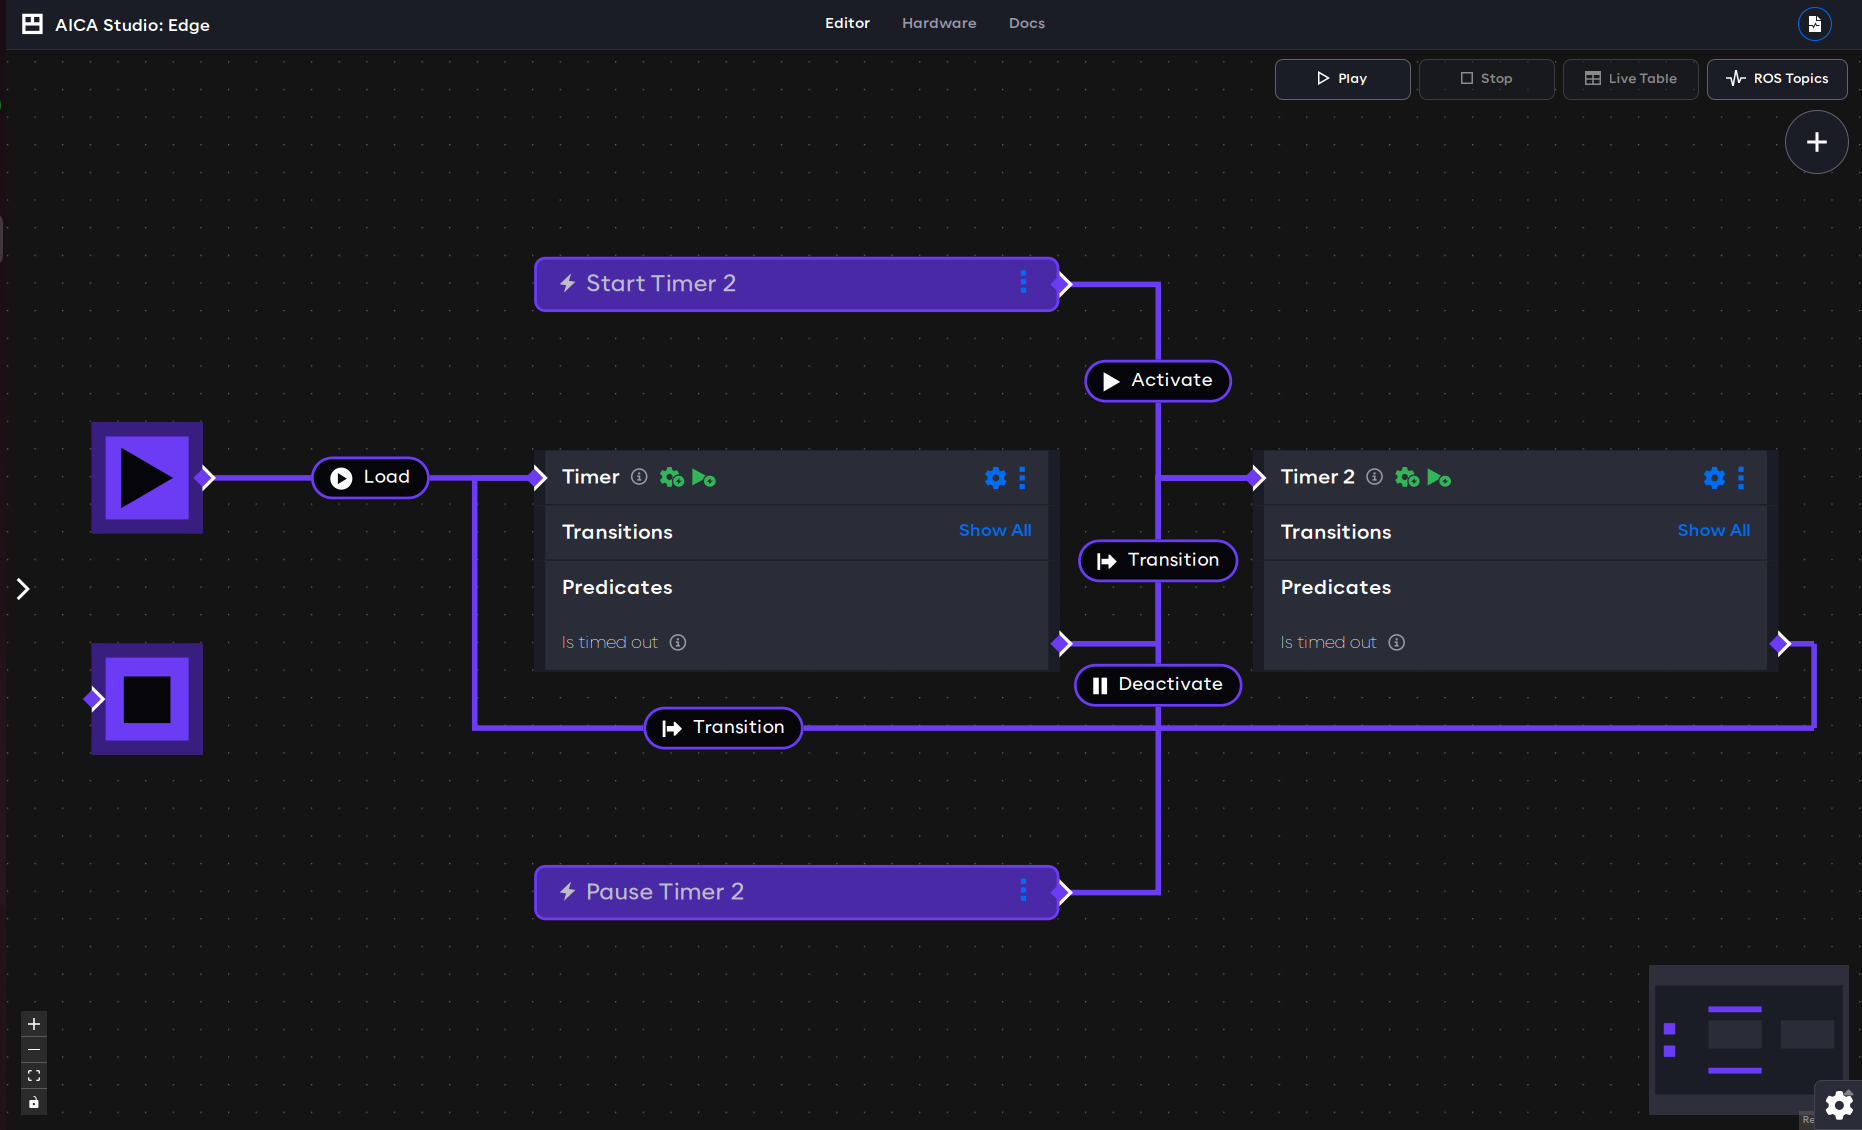 AICA Studio: Edge
Editor
Hardware
Docs
Play
Stop
Live Table
ROS Topics
Start Timer 2
Activate
Load
Timer
Timer 2
Transitions
Show All
Transitions
Show All
Transition
Predicates
Predicates
Is timed out
Is timed out
Deactivate
Transition
Pause Timer 2